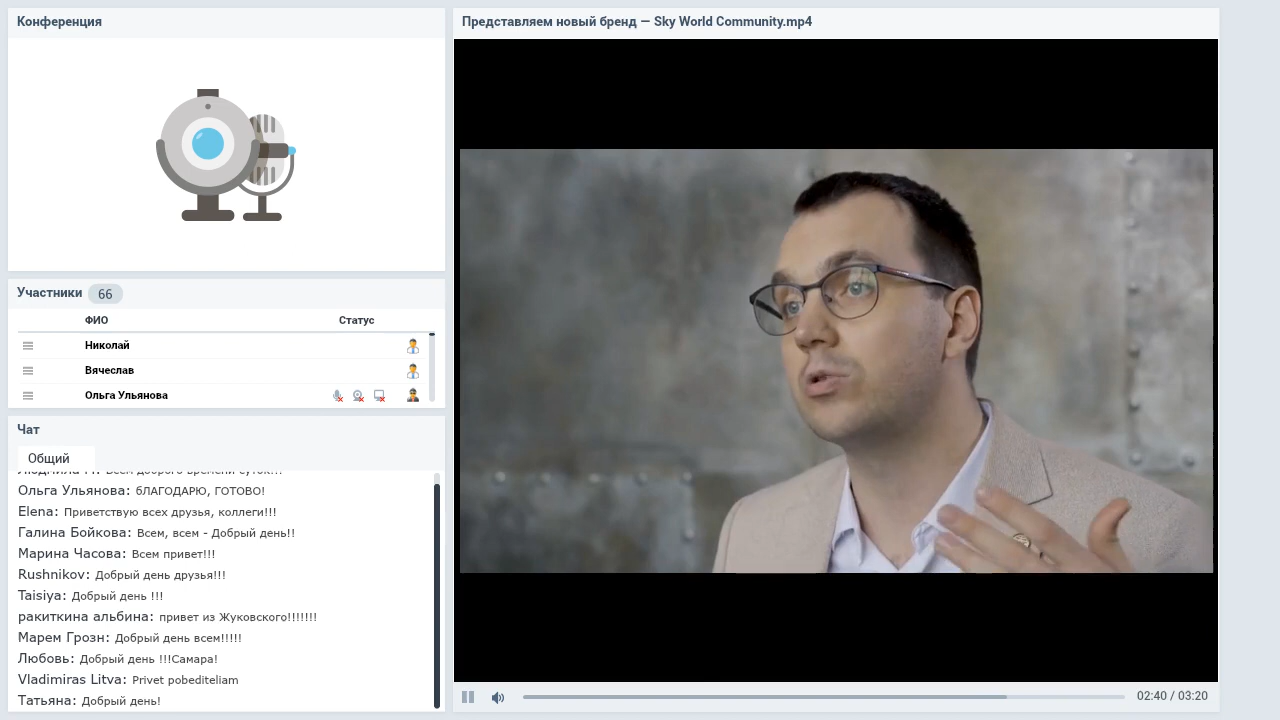 Конференция
Представляем новый бренд — Sky World Community.mp4
Участники 66
ФИО Статус
Николай
Вячеслав
Ольга Ульянова
Чат
Общий
Ольга Ульянова: бЛАГОДАРЮ, ГОТОВО!
Elena: Приветствую всех друзья, коллеги!!!
Галина Бойкова: Всем, всем - Добрый день!!
Марина Часова: Всем привет!!!
Rushnikov: Добрый день друзья!!!
Taisiya: Добрый день !!!
ракиткина альбина: привет из Жуковского!!!!!!!
Марем Грозн: Добрый день всем!!!!!
Любовь: Добрый день !!!Самара!
Vladimiras Litva: Privet pobediteliam
Татьяна: Добрый день!
02:40 / 03:20